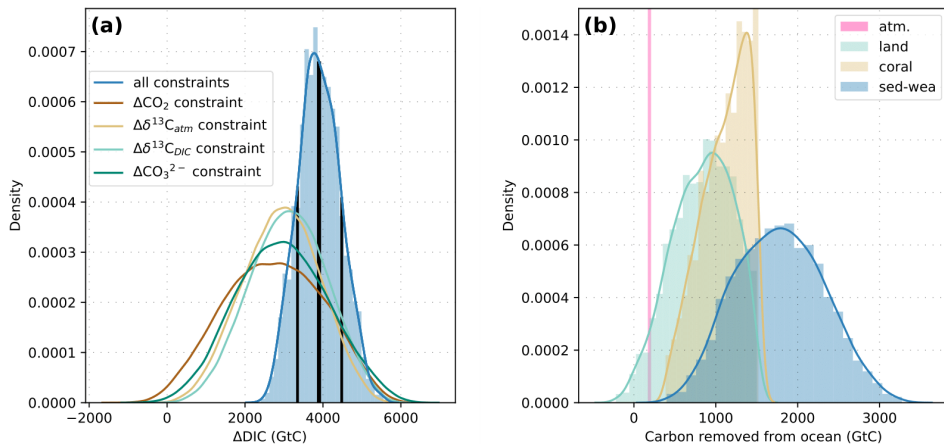 (a)
0.0007
0.0006
0.0005
0.0004
0.0003
0.0002
0.0001
0.0000
Density
all constraints
ΔCO₂ constraint
Δδ¹³C_atm constraint
Δδ¹³C_DIC constraint
ΔCO₃²⁻ constraint
−2000 0 2000 4000 6000
ΔDIC (GtC)
(b)
0.0014
0.0012
0.0010
0.0008
0.0006
0.0004
0.0002
0.0000
Density
atm.
land
coral
sed-wea
0 1000 2000 3000
Carbon removed from ocean (GtC)